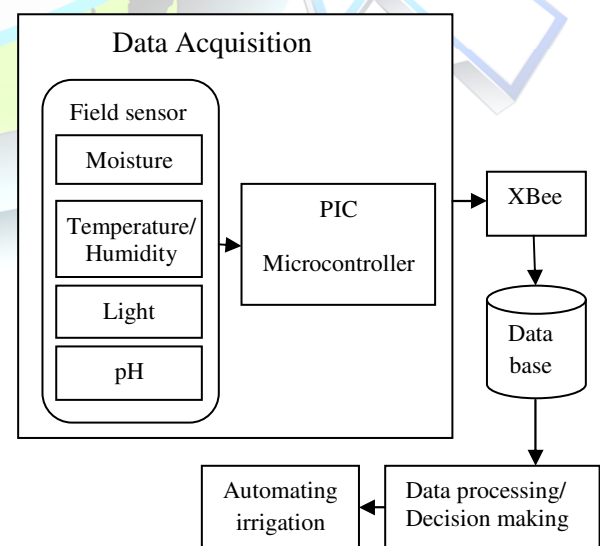 Data Acquisition
Field sensor
Moisture
Temperature/
Humidity
Light
pH
PIC
Microcontroller
XBee
Data
base
Data processing/
Decision making
Automating
irrigation